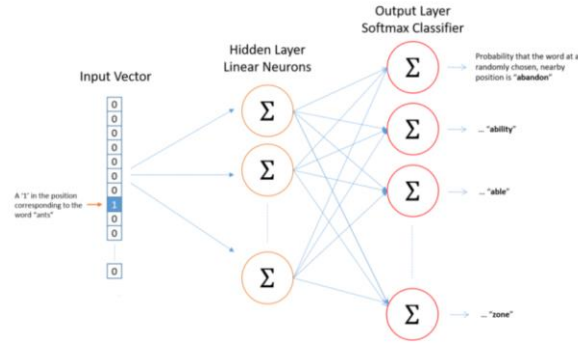 Output Layer
Softmax Classifier
Hidden Layer
Linear Neurons
Input Vector
Probability that the word at a
randomly chosen, nearby
position is "abandon"
... "ability"
... "able"
... "zone"
A '1' in the position
corresponding to the
word "ants"
0
0
0
0
0
0
0
1
0
0
0
Σ
Σ
Σ
Σ
Σ
Σ
Σ